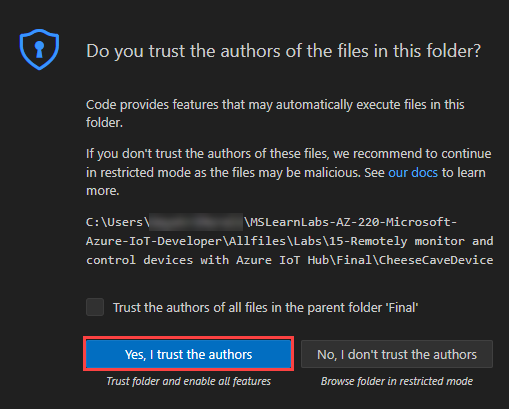 Do you trust the authors of the files in this folder?
Code provides features that may automatically execute files in this
folder.
If you don't trust the authors of these files, we recommend to continue
in restricted mode as the files may be malicious. See our docs to learn
more.
C:\Users\ \MSLearnLabs-AZ-220-Microsoft-
Azure-IoT-Developer\Allfiles\Labs\15-Remotely monitor and
control devices with Azure IoT Hub\Final\CheeseCaveDevice
Trust the authors of all files in the parent folder 'Final'
Yes, I trust the authors No, I don't trust the authors
Trust folder and enable all features Browse folder in restricted mode